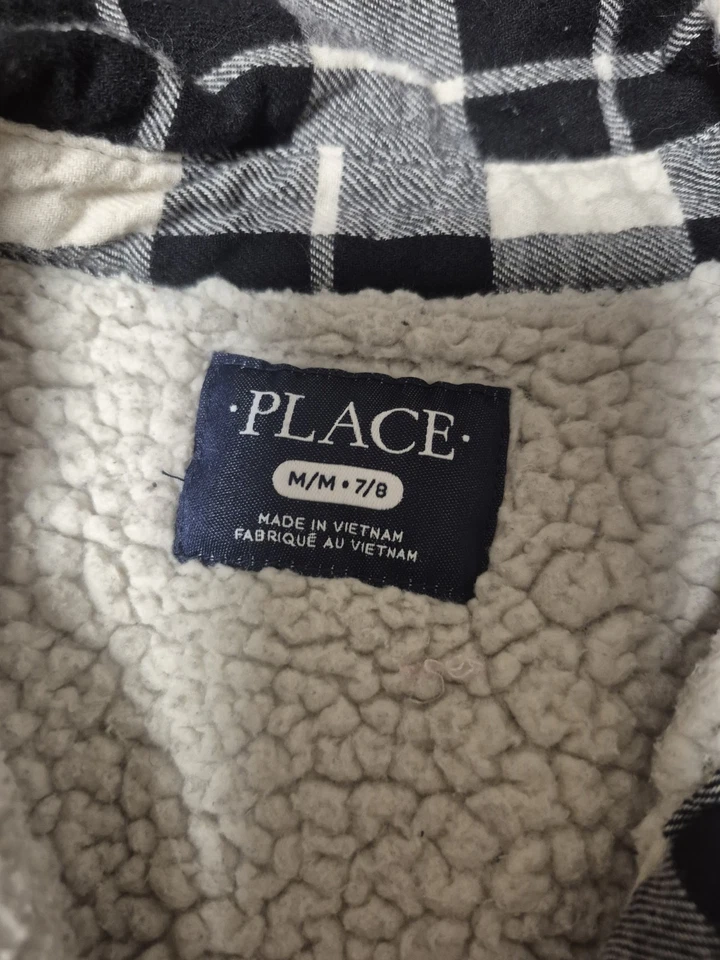 ·PLACE·
M/M • 7/8
MADE IN VIETNAM
FABRIQUÉ AU VIETNAM